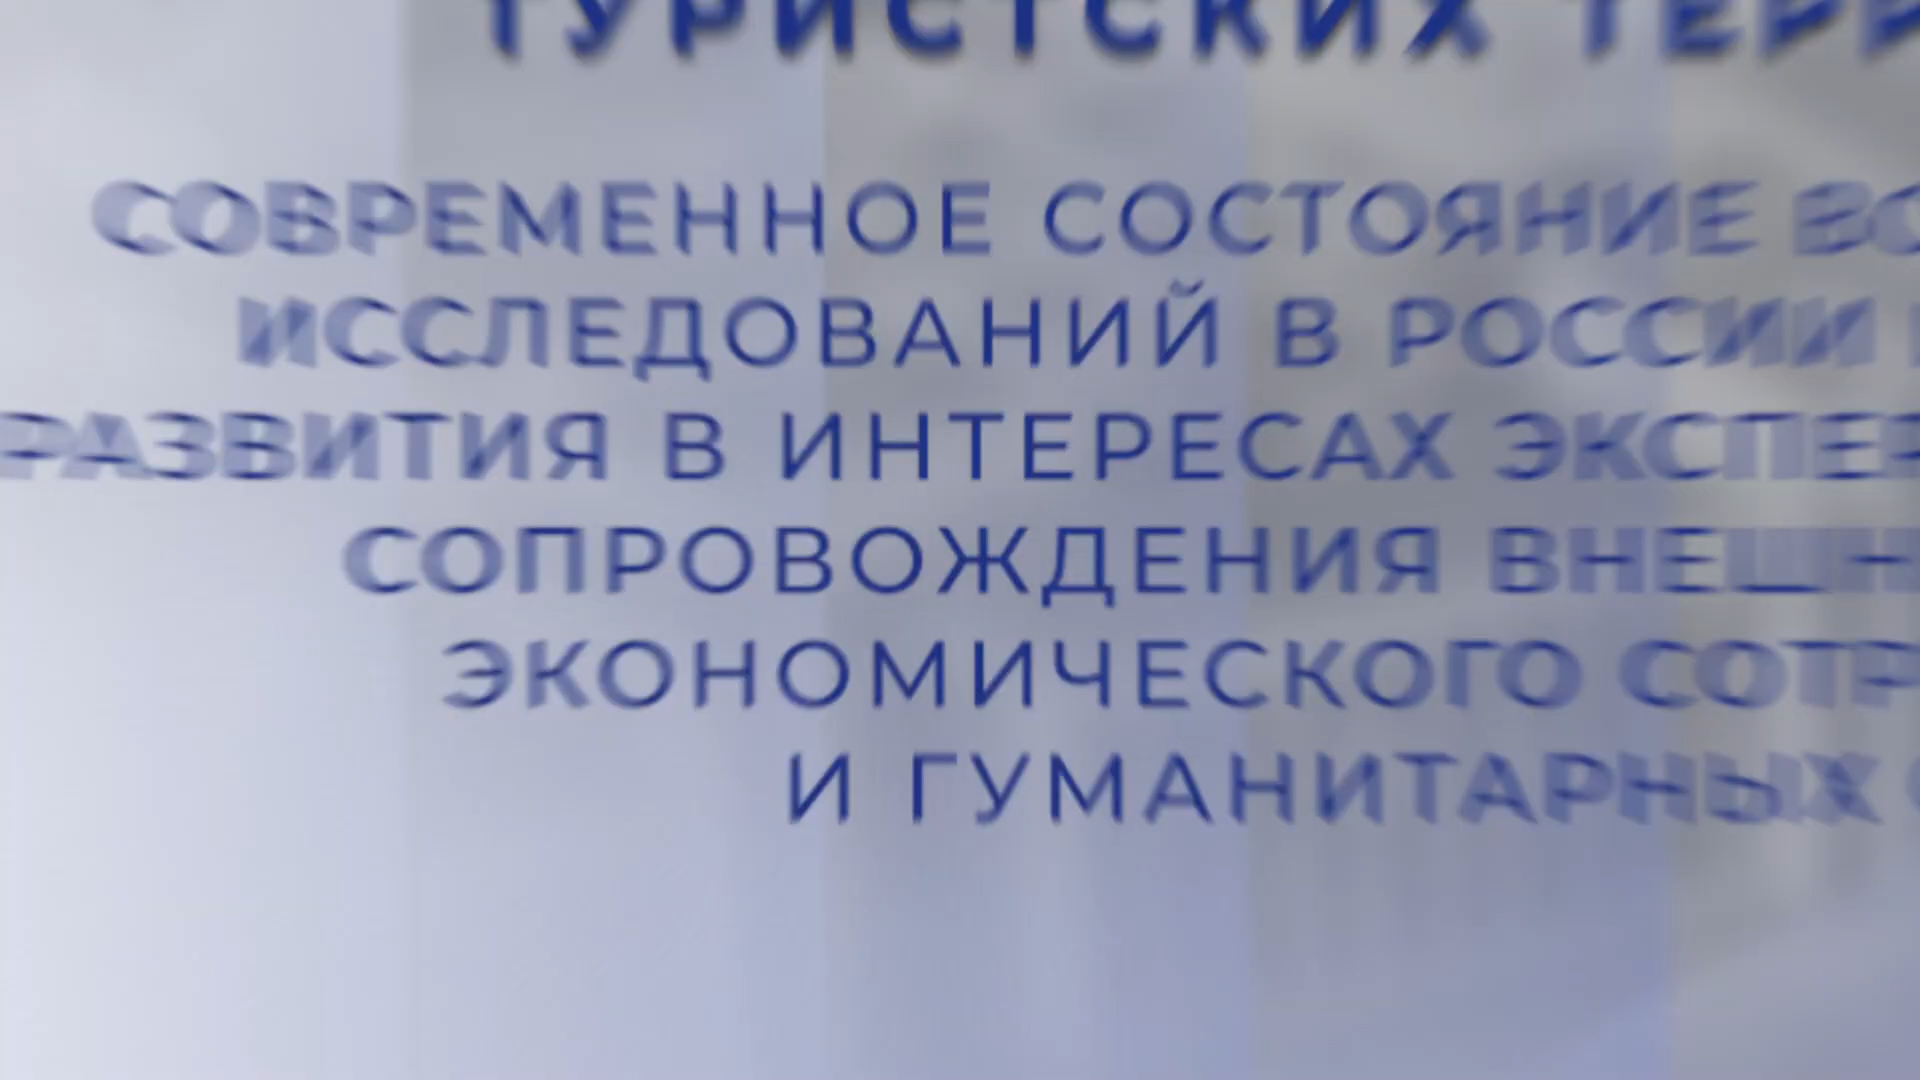 ТУРИСТСКИХ
СОВРЕМЕННОЕ СОСТОЯНИЕ
ИССЛЕДОВАНИЙ В РОССИИ
РАЗВИТИЯ В ИНТЕРЕСАХ
СОПРОВОЖДЕНИЯ
ЭКОНОМИЧЕСКОГО
И ГУМАНИТАРНЫХ